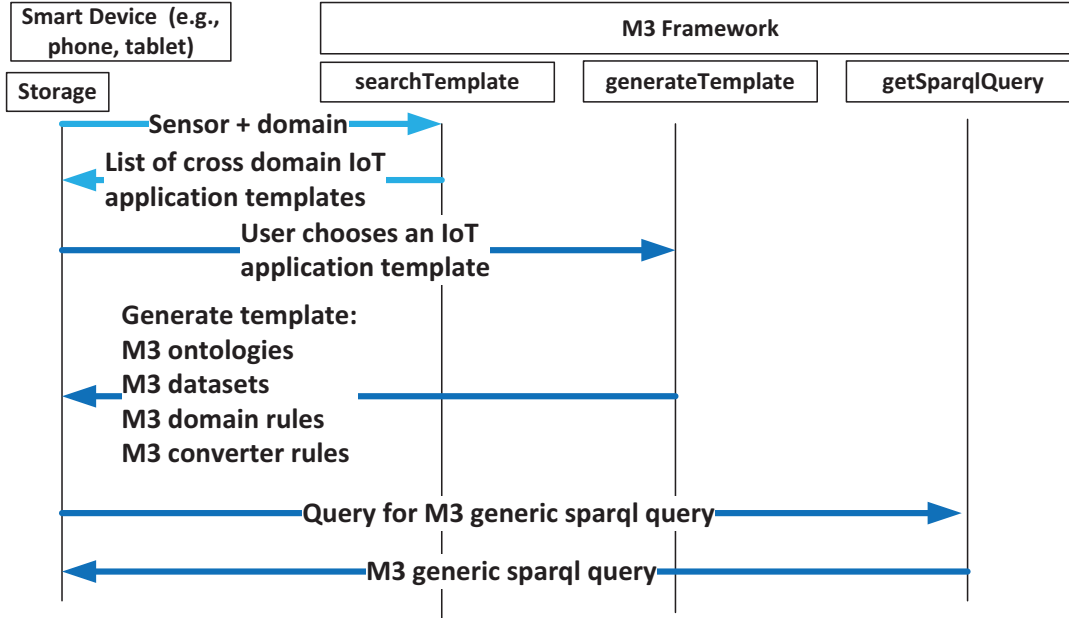 Smart Device (e.g.,
phone, tablet)
M3 Framework
Storage
searchTemplate
generateTemplate
getSparqlQuery
Sensor + domain
List of cross domain IoT
application templates
User chooses an IoT
application template
Generate template:
M3 ontologies
M3 datasets
M3 domain rules
M3 converter rules
Query for M3 generic sparql query
M3 generic sparql query